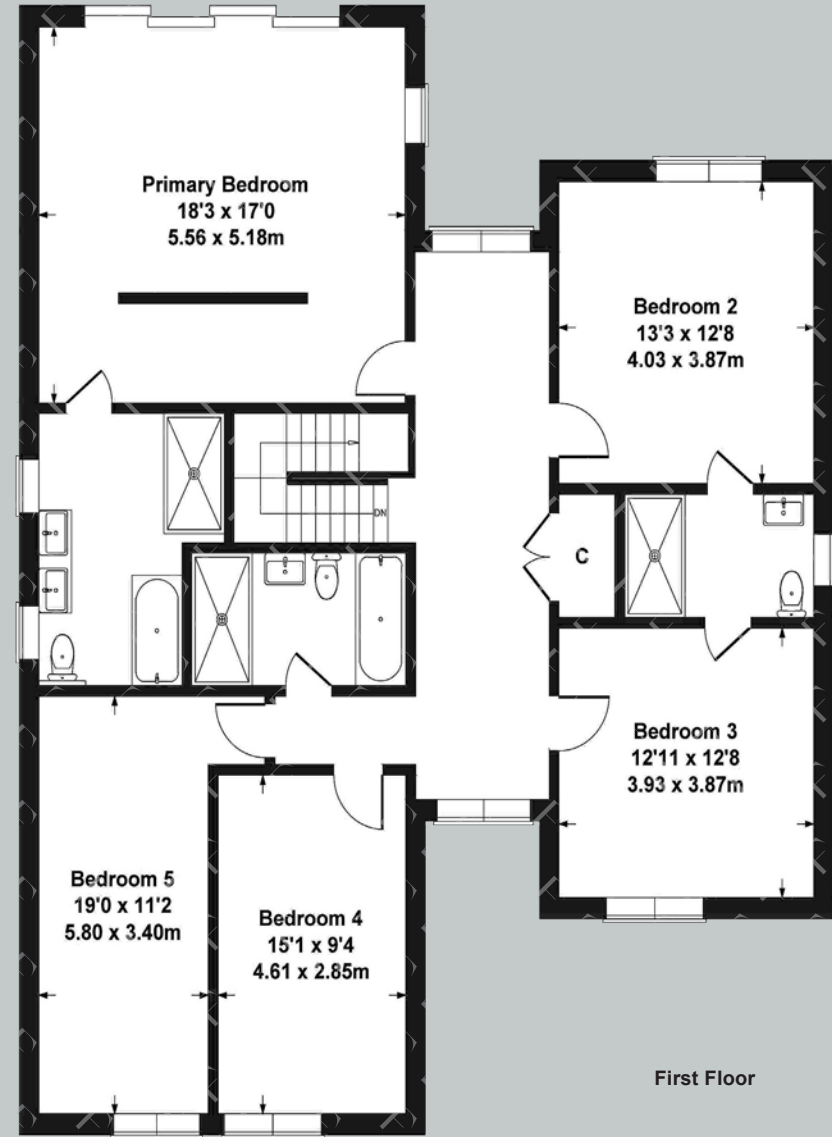 Primary Bedroom
18'3 x 17'0
5.56 x 5.18m
Bedroom 2
13'3 x 12'8
4.03 x 3.87m
DN
C
Bedroom 3
12'11 x 12'8
3.93 x 3.87m
Bedroom 5
19'0 x 11'2
5.80 x 3.40m
Bedroom 4
15'1 x 9'4
4.61 x 2.85m
First Floor